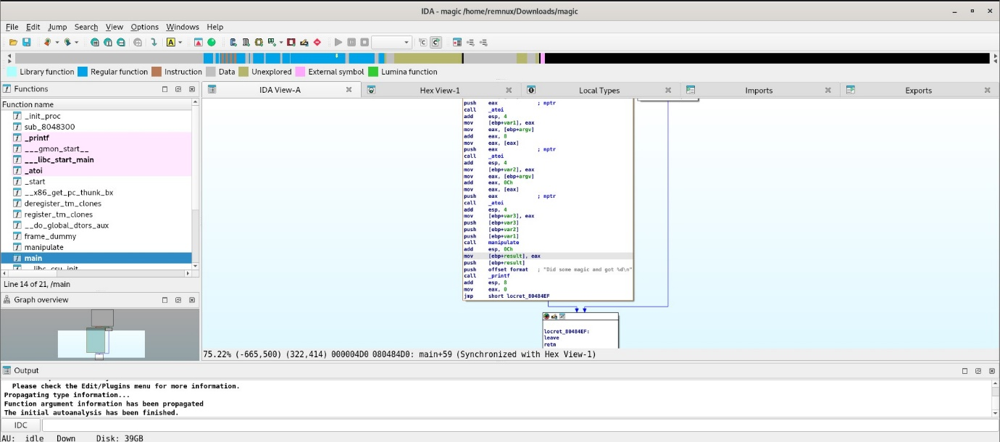 IDA - magic /home/remnux/Downloads/magic
File Edit Jump Search View Options Windows Help
Library function Regular function Instruction Data Unexplored External symbol Lumina function
Functions
Function name
_init_proc
sub_8048300
_printf
___gmon_start__
___libc_start_main
_atoi
_start
__x86_get_pc_thunk_bx
deregister_tm_clones
register_tm_clones
__do_global_dtors_aux
frame_dummy
manipulate
main
__libc_csu_init
Line 14 of 21, /main
Graph overview
IDA View-A Hex View-1 Local Types Imports Exports
push eax ; nptr
call _atoi
add esp, 4
mov [ebp+var1], eax
mov eax, [ebp+argv]
add eax, 8
mov eax, [eax]
push eax ; nptr
call _atoi
add esp, 4
mov [ebp+var2], eax
mov eax, [ebp+argv]
add eax, 0Ch
mov eax, [eax]
push eax ; nptr
call _atoi
add esp, 4
mov [ebp+var3], eax
push [ebp+var3]
push [ebp+var2]
push [ebp+var1]
call manipulate
add esp, 0Ch
mov [ebp+result], eax
push [ebp+result]
push offset format ; "Did some magic and got %d\n"
call _printf
add esp, 8
mov eax, 0
jmp short locret_80484EF
locret_80484EF:
leave
retn
75.22% (-665,500) (322,414) 000004D0 080484D0: main+59 (Synchronized with Hex View-1)
Output
Please check the Edit/Plugins menu for more information.
Propagating type information...
Function argument information has been propagated
The initial autoanalysis has been finished.
IDC
AU: idle Down Disk: 39GB